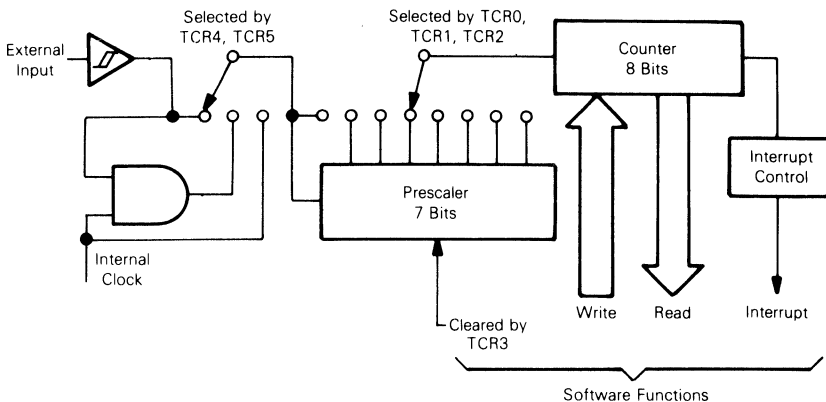 Selected by
TCR4, TCR5
Selected by TCR0,
TCR1, TCR2
External
Input
Counter
8 Bits
Interrupt
Control
Prescaler
7 Bits
Internal
Clock
Write
Read
Interrupt
Cleared by
TCR3
Software Functions